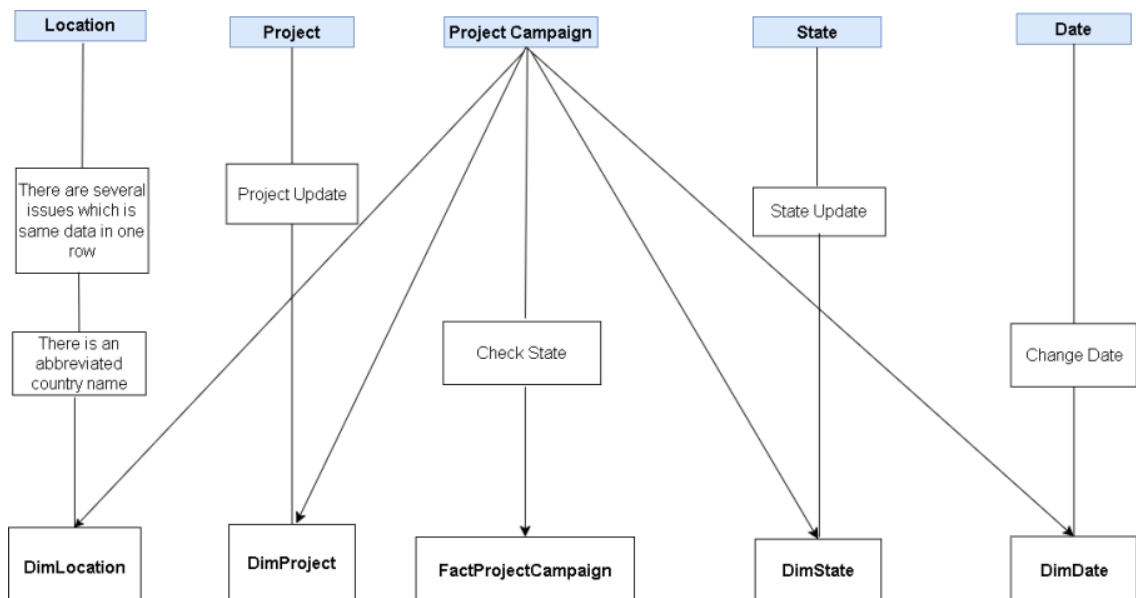 Location
Project
Project Campaign
State
Date
There are several
issues which is
same data in one
row
Project Update
State Update
There is an
abbreviated
country name
Check State
Change Date
DimLocation
DimProject
FactProjectCampaign
DimState
DimDate